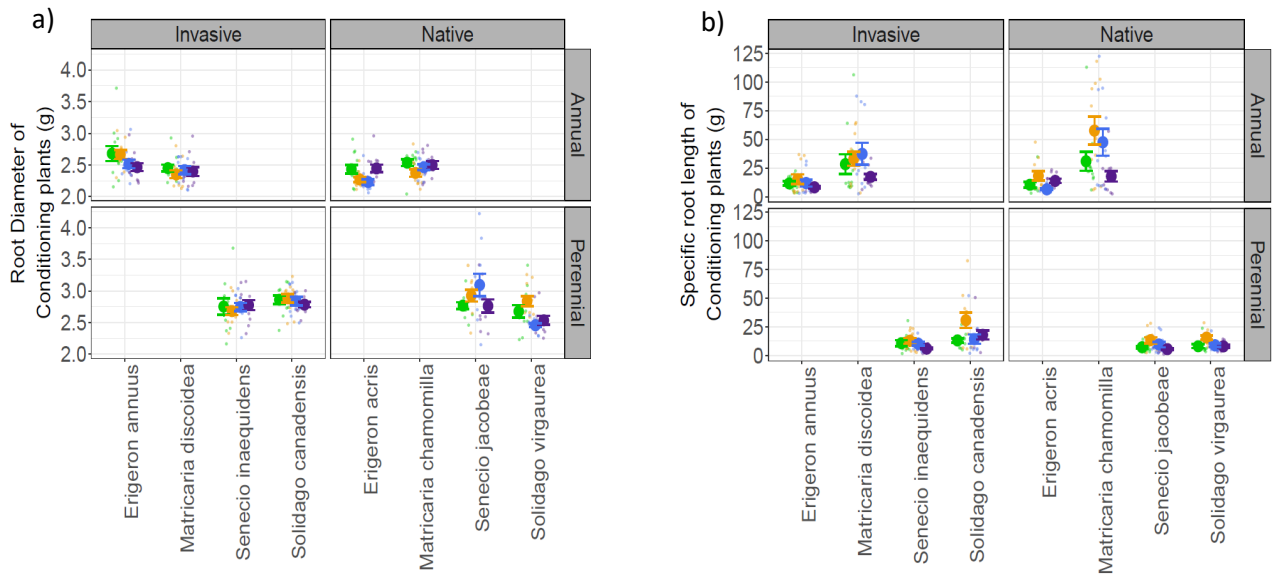 a)
Invasive
Native
Root Diameter of
Conditioning plants (g)
4.0
3.5
3.0
2.5
2.0
Annual
4.0
3.5
3.0
2.5
2.0
Perennial
Erigeron annuus
Matricaria discoidea
Senecio inaequidens
Solidago canadensis
Erigeron acris
Matricaria chamomilla
Senecio jacobeae
Solidago virgaurea
b)
Invasive
Native
Specific root length of
Conditioning plants (g)
125
100
75
50
25
0
Annual
125
100
75
50
25
0
Perennial
Erigeron annuus
Matricaria discoidea
Senecio inaequidens
Solidago canadensis
Erigeron acris
Matricaria chamomilla
Senecio jacobeae
Solidago virgaurea